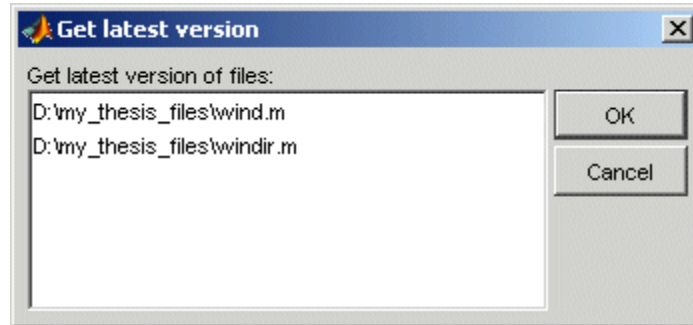 Get latest version
Get latest version of files:
D:\my_thesis_files\wind.m
D:\my_thesis_files\windir.m
OK
Cancel